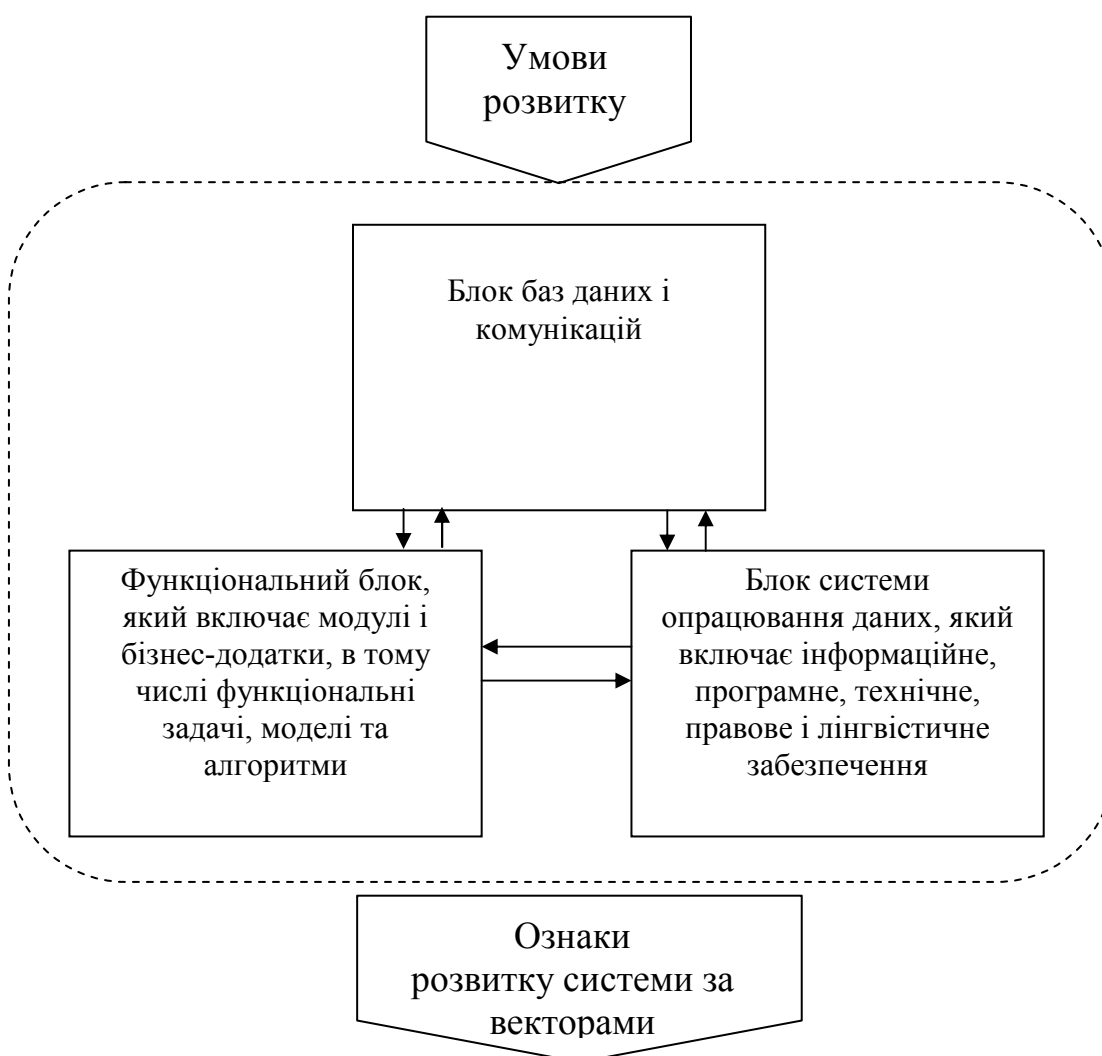 Умови
розвитку
Блок баз даних і
комунікацій
Функціональний блок,
який включає модулі і
бізнес-додатки, в тому
числі функціональні
задачі, моделі та
алгоритми
Блок системи
опрацювання даних, який
включає інформаційне,
програмне, технічне,
правове і лінгвістичне
забезпечення
Ознаки
розвитку системи за
векторами